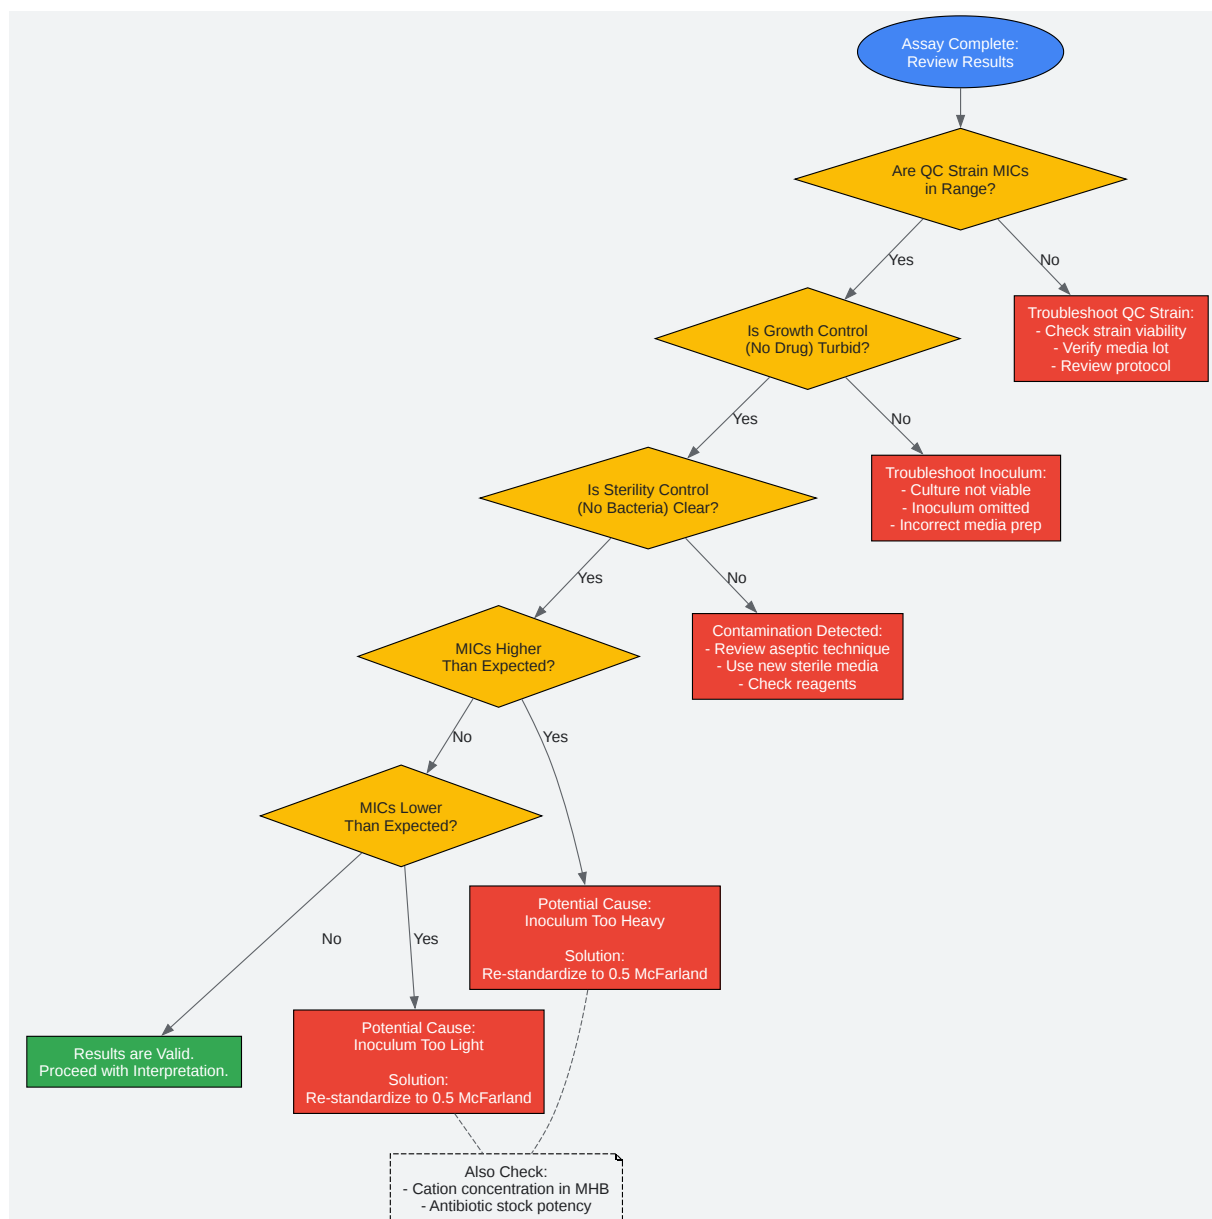 Assay Complete:
Review Results
Are QC Strain MICs
in Range?
Yes
No
Is Growth Control
(No Drug) Turbid?
Troubleshoot QC Strain:
- Check strain viability
- Verify media lot
- Review protocol
Yes
No
Is Sterility Control
(No Bacteria) Clear?
Troubleshoot Inoculum:
- Culture not viable
- Inoculum omitted
- Incorrect media prep
Yes
No
MICs Higher
Than Expected?
Contamination Detected:
- Review aseptic technique
- Use new sterile media
- Check reagents
No
Yes
MICs Lower
Than Expected?
Potential Cause:
Inoculum Too Heavy
Solution:
Re-standardize to 0.5 McFarland
No
Yes
Results are Valid.
Proceed with Interpretation.
Potential Cause:
Inoculum Too Light
Solution:
Re-standardize to 0.5 McFarland
Also Check:
- Cation concentration in MHB
- Antibiotic stock potency